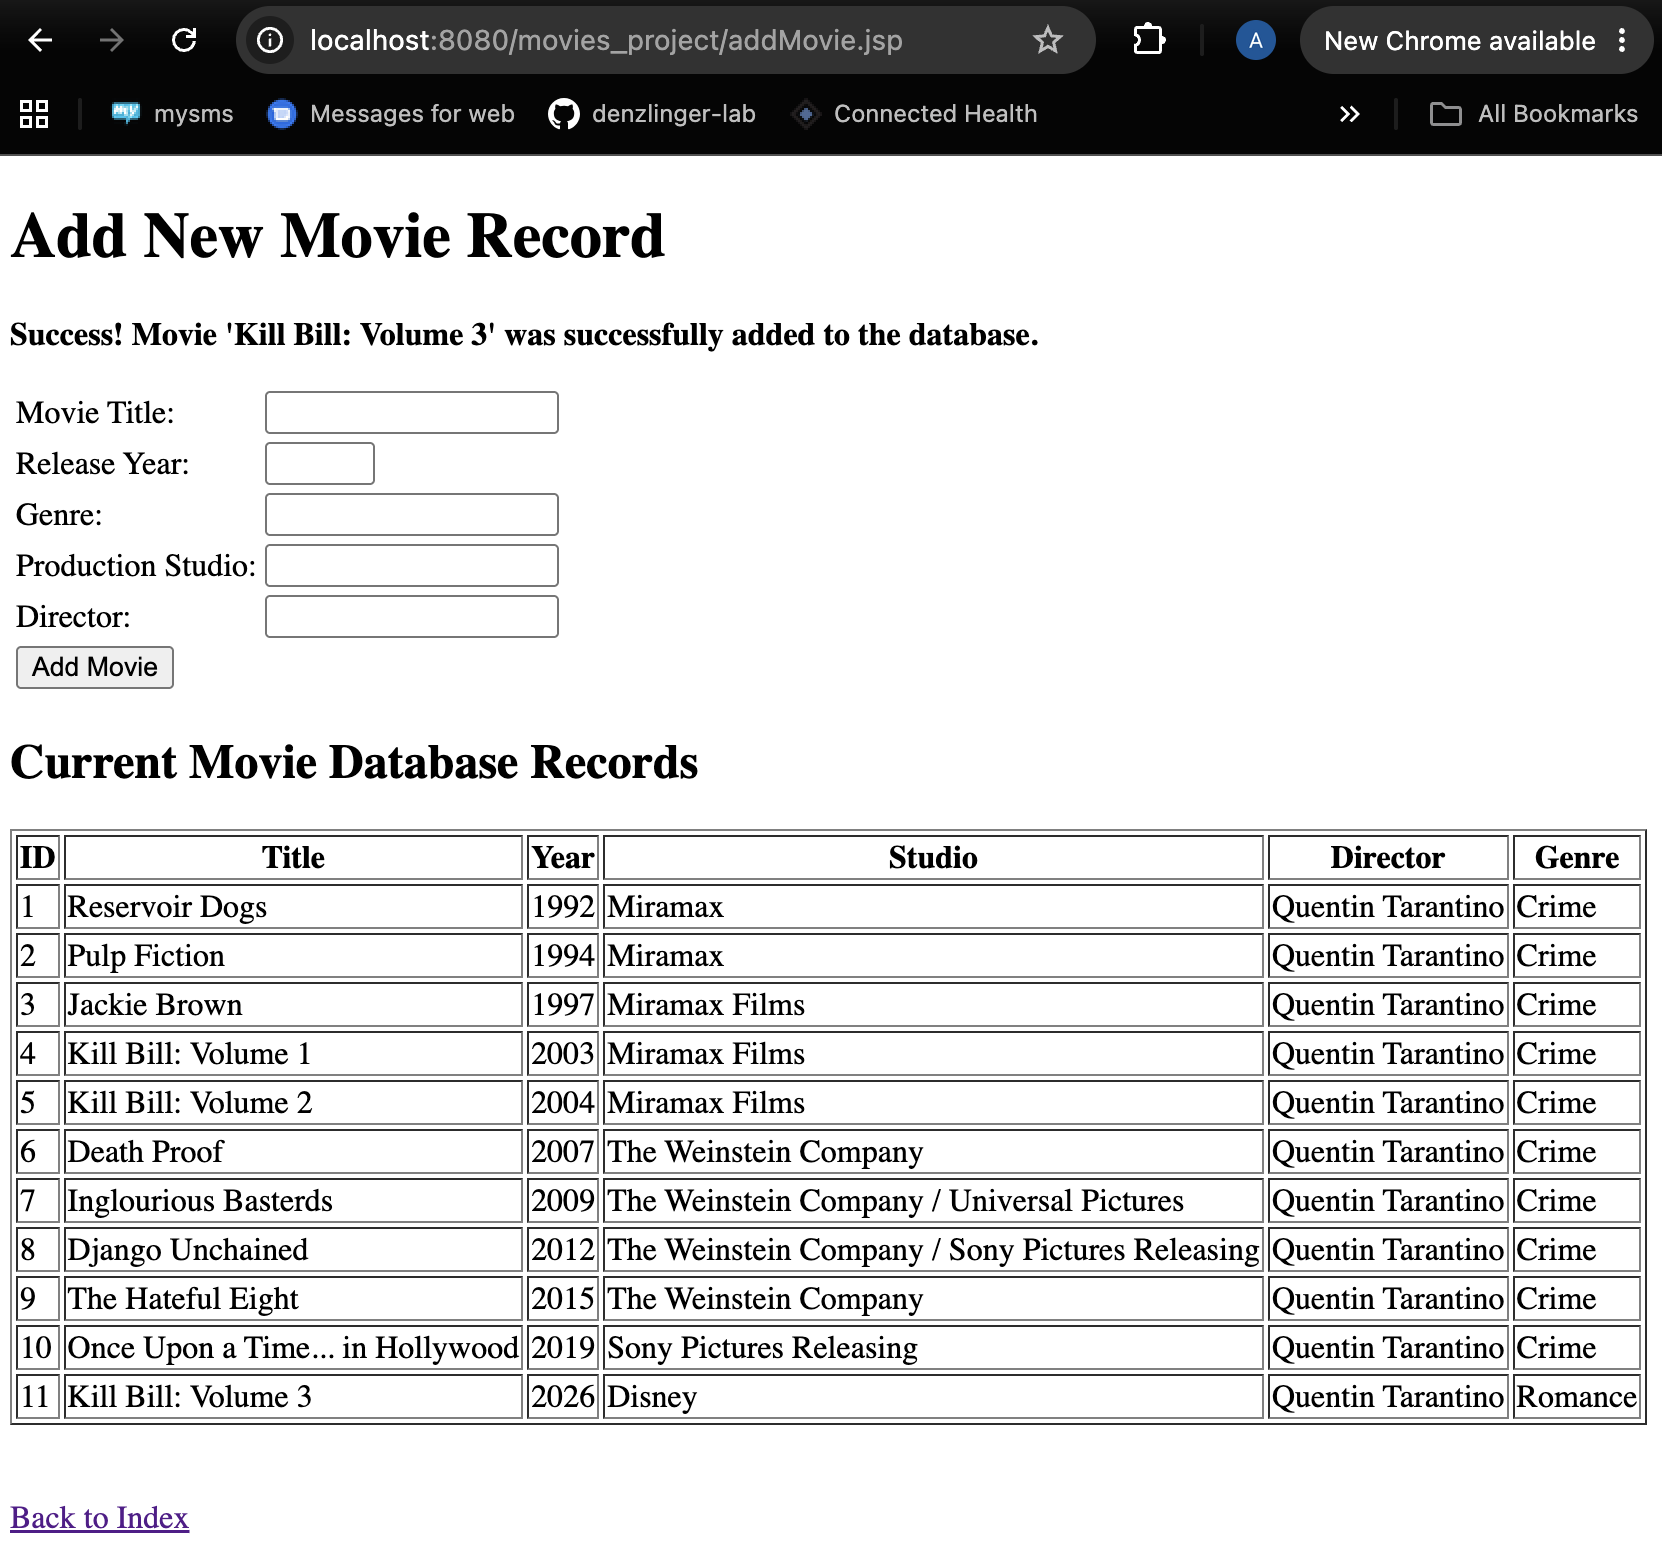 localhost:8080/movies_project/addMovie.jsp A New Chrome available
mysms Messages for web denzlinger-lab Connected Health All Bookmarks
Add New Movie Record
Success! Movie 'Kill Bill: Volume 3' was successfully added to the database.
Movie Title:
Release Year:
Genre:
Production Studio:
Director:
Add Movie
Current Movie Database Records
ID Title Year Studio Director Genre
1 Reservoir Dogs 1992 Miramax Quentin Tarantino Crime
2 Pulp Fiction 1994 Miramax Quentin Tarantino Crime
3 Jackie Brown 1997 Miramax Films Quentin Tarantino Crime
4 Kill Bill: Volume 1 2003 Miramax Films Quentin Tarantino Crime
5 Kill Bill: Volume 2 2004 Miramax Films Quentin Tarantino Crime
6 Death Proof 2007 The Weinstein Company Quentin Tarantino Crime
7 Inglourious Basterds 2009 The Weinstein Company / Universal Pictures Quentin Tarantino Crime
8 Django Unchained 2012 The Weinstein Company / Sony Pictures Releasing Quentin Tarantino Crime
9 The Hateful Eight 2015 The Weinstein Company Quentin Tarantino Crime
10 Once Upon a Time... in Hollywood 2019 Sony Pictures Releasing Quentin Tarantino Crime
11 Kill Bill: Volume 3 2026 Disney Quentin Tarantino Romance
Back to Index